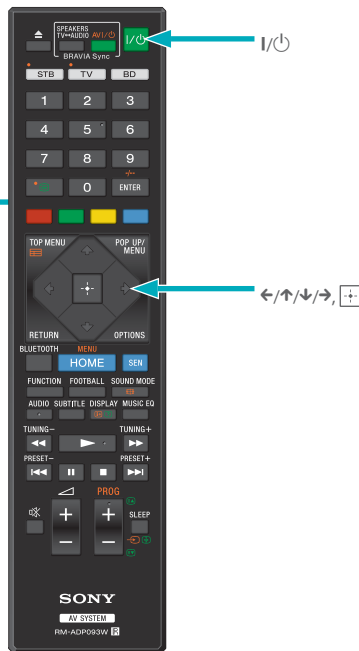 SPEAKERS
TV↔AUDIO AV I/⏻ I/⏻
BRAVIA Sync
I/⏻
STB TV BD
1 2 3
4 5 6
7 8 9
-/--
0 ENTER
TOP MENU POP UP/
MENU
←/↑/↓/→,
RETURN OPTIONS
BLUETOOTH MENU
HOME SEN
FUNCTION FOOTBALL SOUND MODE
AUDIO SUBTITLE DISPLAY MUSIC EQ
TUNING– TUNING+
PRESET– PRESET+
PROG
+ + SLEEP
– –
SONY
AV SYSTEM
RM-ADP093W R